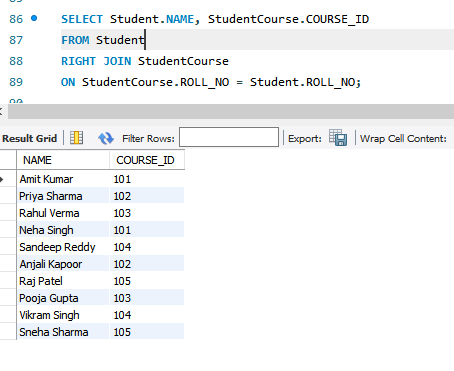 86 SELECT Student.NAME, StudentCourse.COURSE_ID
87 FROM Student
88 RIGHT JOIN StudentCourse
89 ON StudentCourse.ROLL_NO = Student.ROLL_NO;
Result Grid Filter Rows: Export: Wrap Cell Content:
NAME COURSE_ID
Amit Kumar 101
Priya Sharma 102
Rahul Verma 103
Neha Singh 101
Sandeep Reddy 104
Anjali Kapoor 102
Raj Patel 105
Pooja Gupta 103
Vikram Singh 104
Sneha Sharma 105